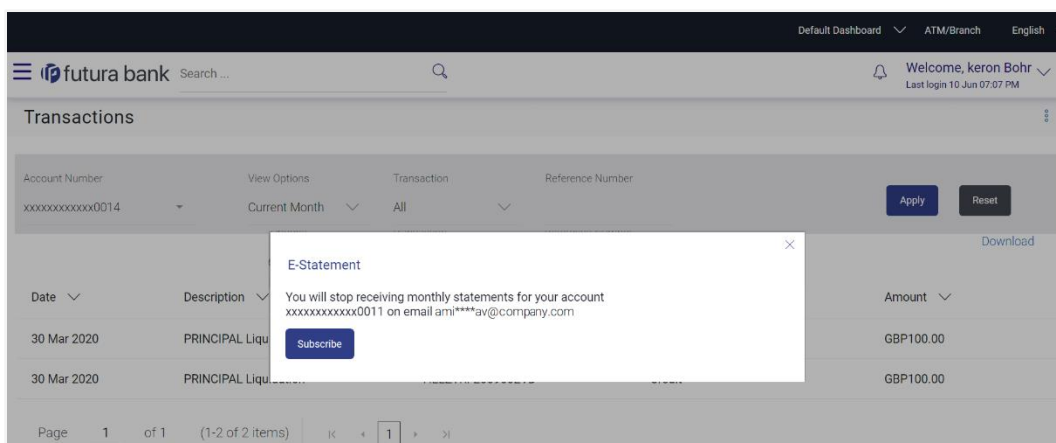 Default Dashboard ATM/Branch English
futura bank Search ... Welcome, keron Bohr
Last login 10 Jun 07:07 PM
Transactions
Account Number View Options Transaction Reference Number
xxxxxxxxxxxx0014 Current Month All Apply Reset
Download
E-Statement
Date Description You will stop receiving monthly statements for your account Amount
xxxxxxxxxxxx0011 on email ami****av@company.com
30 Mar 2020 PRINCIPAL Liqu Subscribe GBP100.00
30 Mar 2020 PRINCIPAL GBP100.00
Page 1 of 1 (1-2 of 2 items) 1